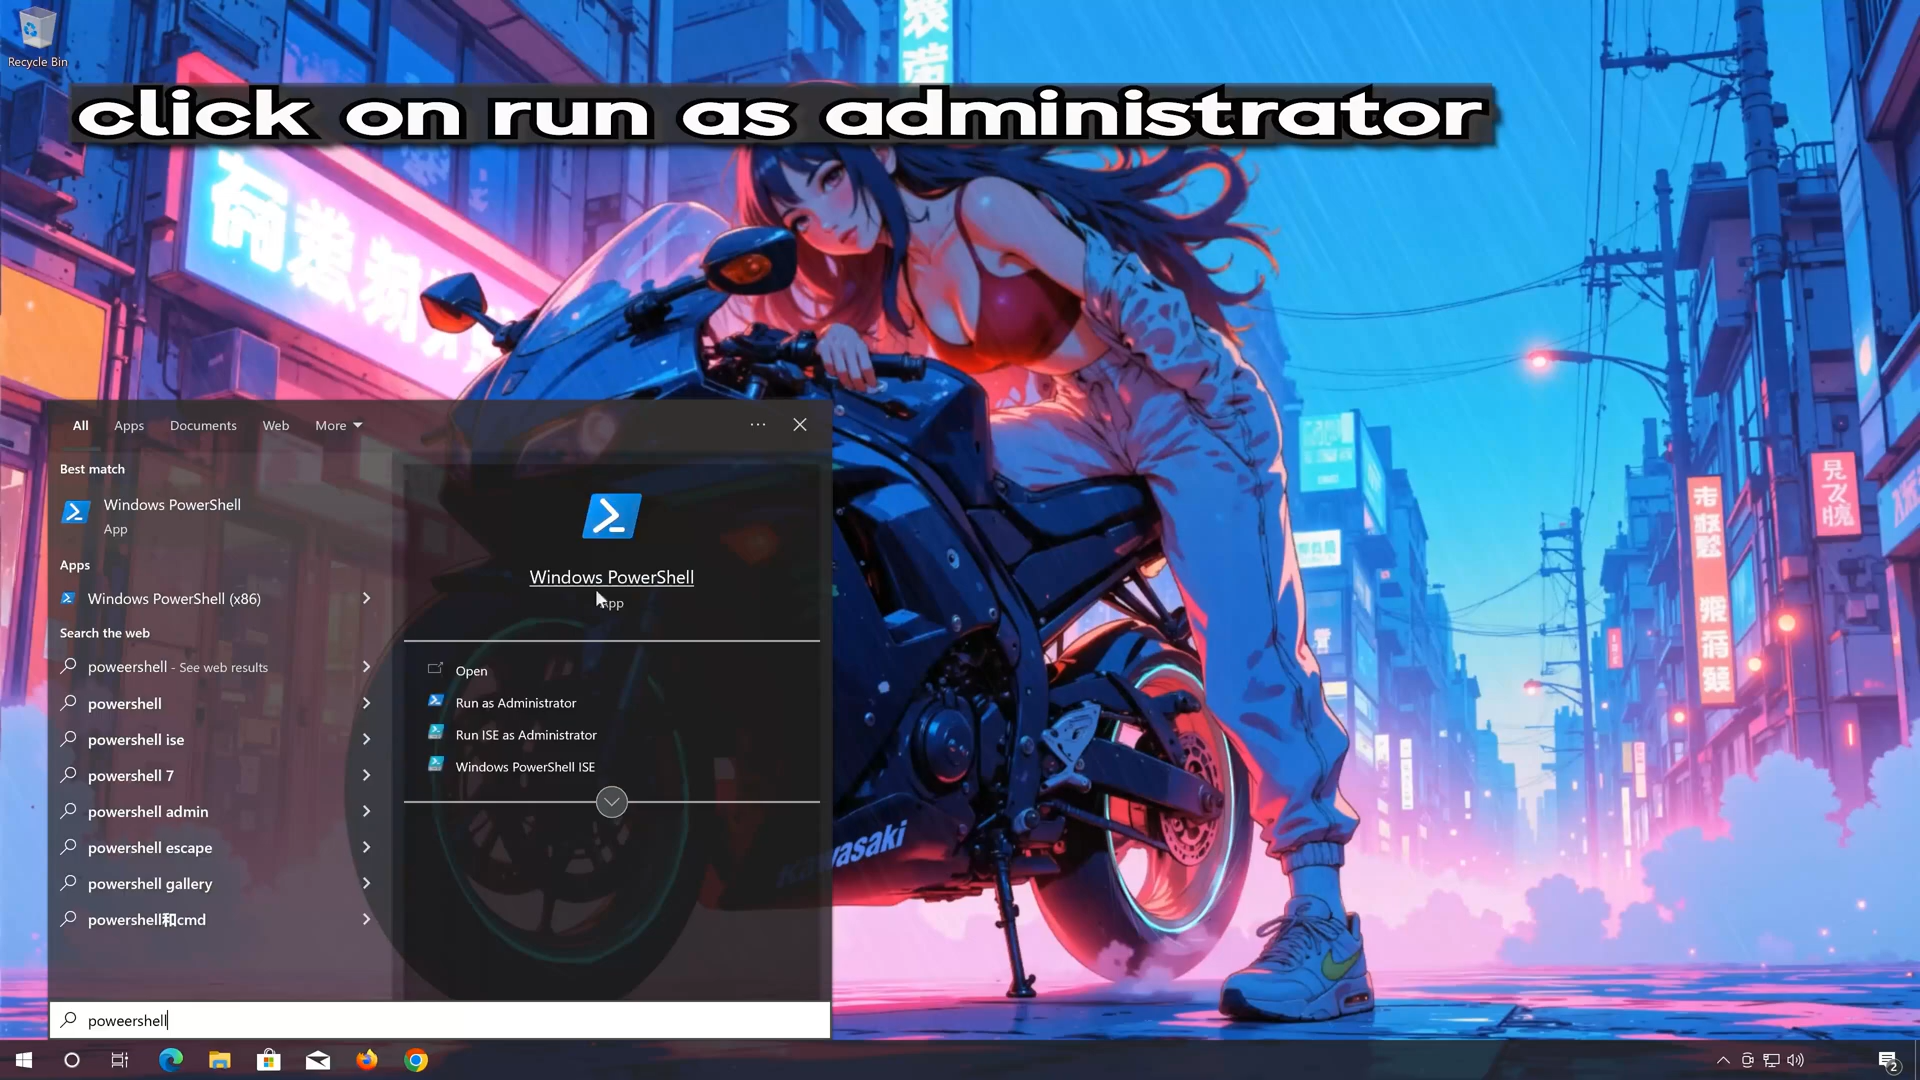 Recycle Bin
click on run as administrator
All Apps Documents Web More
Best match
Windows PowerShell
App
Apps
Windows PowerShell (x86)
Search the web
poweershell - See web results
powershell
powershell ise
powershell 7
powershell admin
powershell escape
powershell gallery
powershell和cmd
Windows PowerShell
App
Open
Run as Administrator
Run ISE as Administrator
Windows PowerShell ISE
poweershell
Kawasaki
2